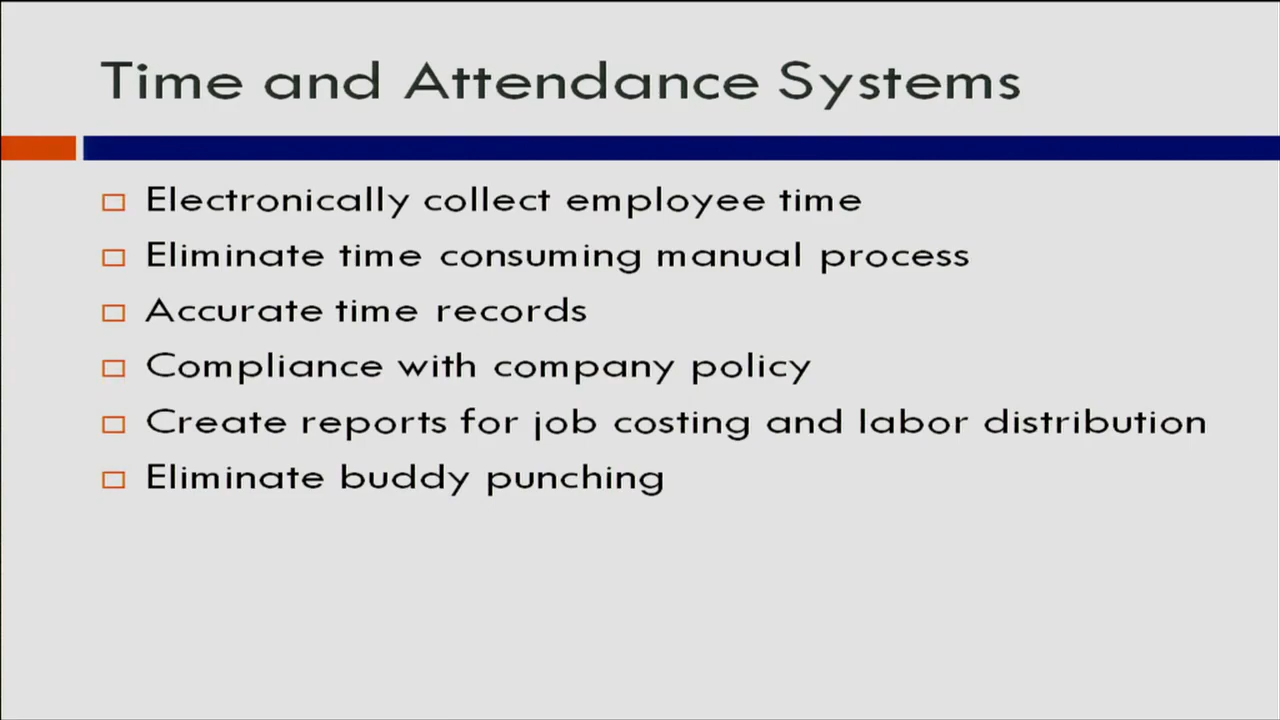 Time and Attendance Systems
Electronically collect employee time
Eliminate time consuming manual process
Accurate time records
Compliance with company policy
Create reports for job costing and labor distribution
Eliminate buddy punching